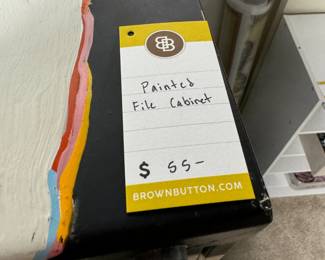 Painted
File Cabinet
$ 55-
BROWNBUTTON.COM